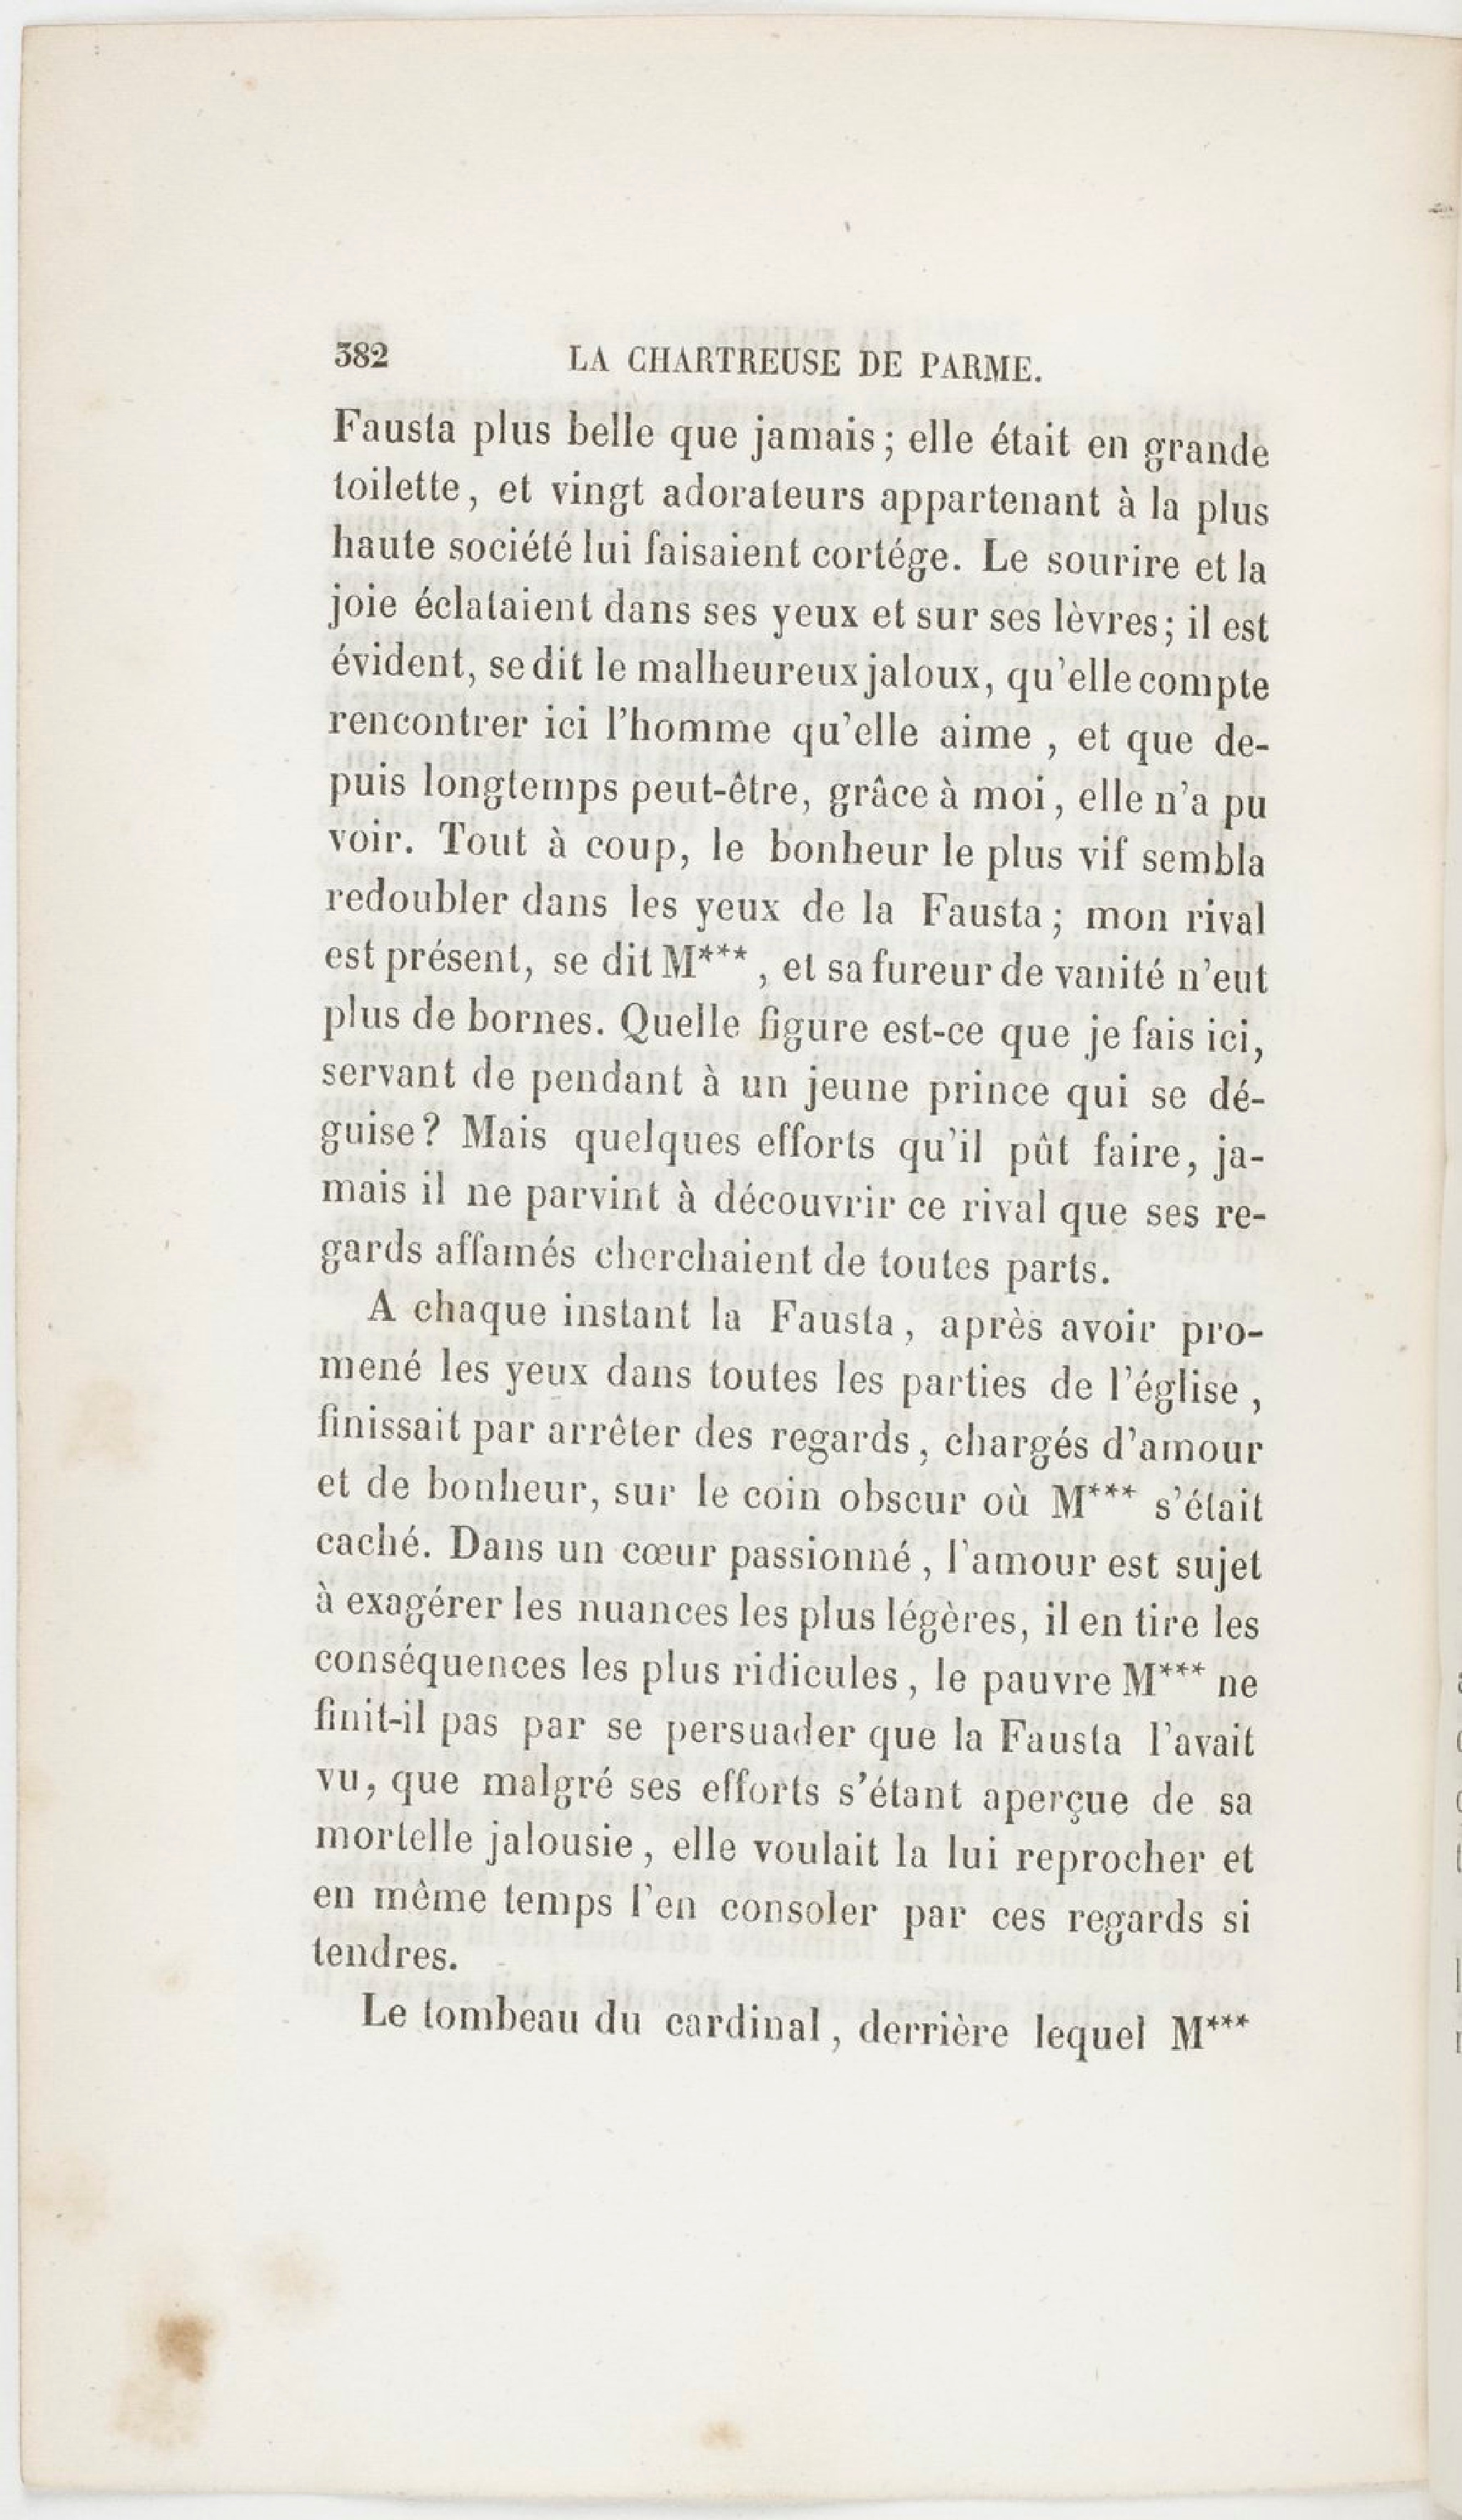 382 LA CHARTREUSE DE PARME.
Fausta plus belle que jamais ; elle était en grande
toilette, et vingt adorateurs appartenant à la plus
haute société lui faisaient cortége. Le sourire et la
joie éclataient dans ses yeux et sur ses lèvres; il est
évident, se dit le malheureux jaloux, qu'elle compte
rencontrer ici l'homme qu'elle aime , et que de-
puis longtemps peut-être, grâce à moi, elle n'a pu
voir. Tout à coup, le bonheur le plus vif sembla
redoubler dans les yeux de la Fausta ; mon rival
est présent, se dit M*** , et sa fureur de vanité n'eut
plus de bornes. Quelle figure est-ce que je fais ici,
servant de pendant à un jeune prince qui se dé-
guise? Mais quelques efforts qu'il pût faire, ja-
mais il ne parvint à découvrir ce rival que ses re-
gards affamés cherchaient de toutes parts.
A chaque instant la Fausta, après avoir pro-
mené les yeux dans toutes les parties de l'église ,
finissait par arrêter des regards, chargés d'amour
et de bonheur, sur le coin obscur où M*** s'était
caché. Dans un cœur passionné, l'amour est sujet
à exagérer les nuances les plus légères, il en tire les
conséquences les plus ridicules , le pauvre M*** ne
finit-il pas par se persuader que la Fausta l'avait
vu, que malgré ses efforts s'étant aperçue de sa
mortelle jalousie, elle voulait la lui reprocher et
en même temps l'en consoler par ces regards si
tendres.
Le tombeau du cardinal, derrière lequel M***